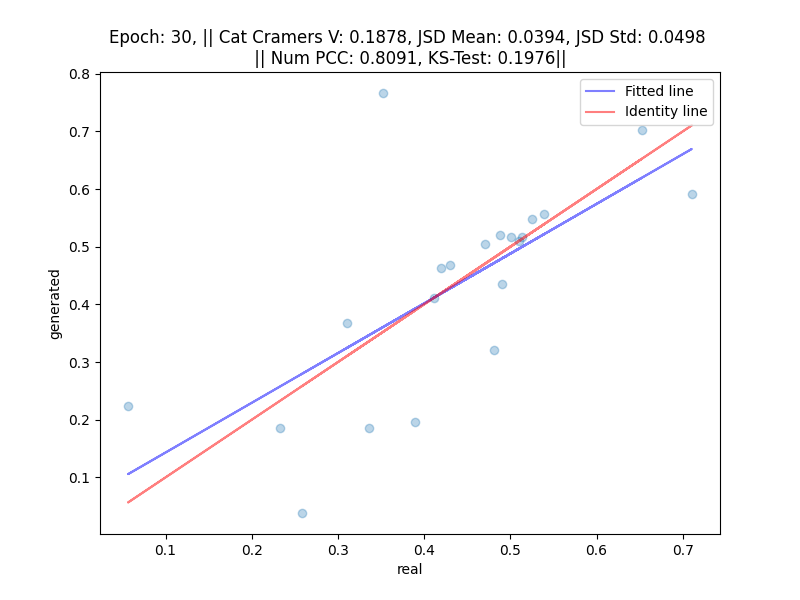 Epoch: 30, || Cat Cramers V: 0.1878, JSD Mean: 0.0394, JSD Std: 0.0498
|| Num PCC: 0.8091, KS-Test: 0.1976||
Fitted line
Identity line
generated
0.8
0.7
0.6
0.5
0.4
0.3
0.2
0.1
0.1 0.2 0.3 0.4 0.5 0.6 0.7
real